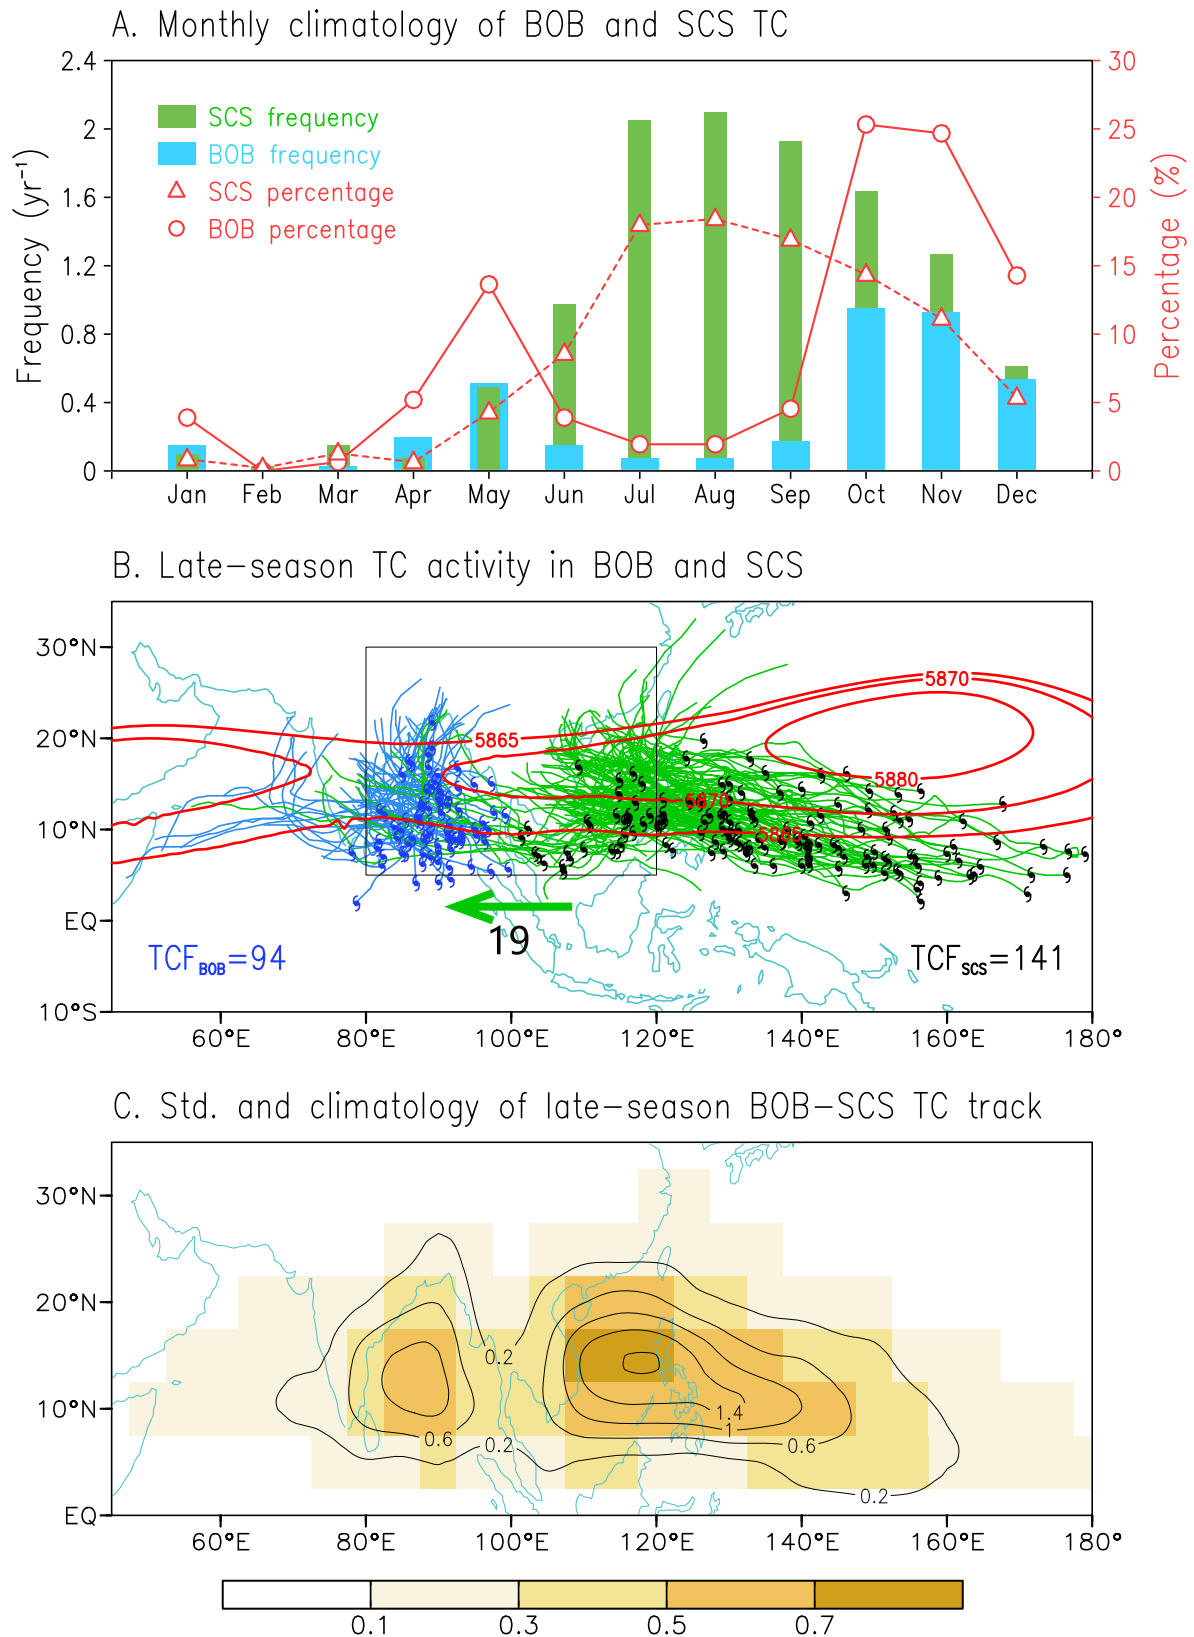 A. Monthly climatology of BOB and SCS TC
2.4
2
1.6
1.2
0.8
0.4
0
Frequency (yr⁻¹)
SCS frequency
BOB frequency
SCS percentage
BOB percentage
30
25
20
15
10
5
0
Percentage (%)
Jan Feb Mar Apr May Jun Jul Aug Sep Oct Nov Dec
B. Late-season TC activity in BOB and SCS
30°N
20°N
10°N
EQ
10°S
5870
5865
5880
5870
5865
19
TCF_BOB=94
TCF_SCS=141
60°E 80°E 100°E 120°E 140°E 160°E 180°
C. Std. and climatology of late-season BOB-SCS TC track
30°N
20°N
10°N
EQ
0.2
1.4
1
0.6
0.2
0.6
0.2
60°E 80°E 100°E 120°E 140°E 160°E 180°
0.1 0.3 0.5 0.7